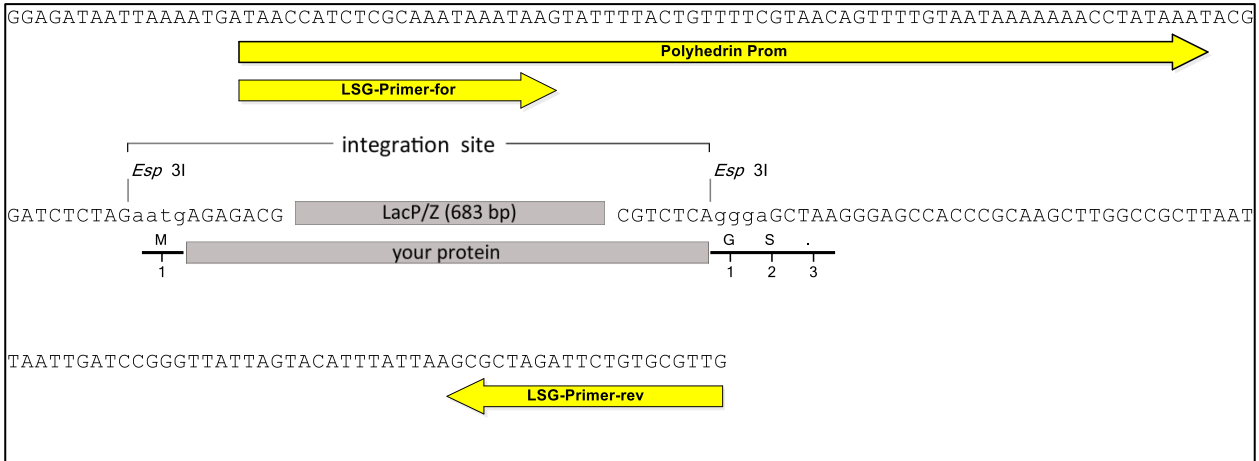 GGAGATAATTAAAATGATAACCATCTCGCAAATAAATAAGTATTTTACTGTTTTCGTAACAGTTTTGTAATAAAAAAACCTATAAATACG
Polyhedrin Prom
LSG-Primer-for
integration site
Esp 3I Esp 3I
GATCTCTAGaatgAGAGACG LacP/Z (683 bp) CGTCTCAgggaGCTAAGGGAGCCACCCGCAAGCTTGGCCGCTTAAT
M your protein G S .
1 1 2 3
TAATTGATCCGGGTTATTAGTACATTTATTAAGCGCTAGATTCTGTGCGTTG
LSG-Primer-rev